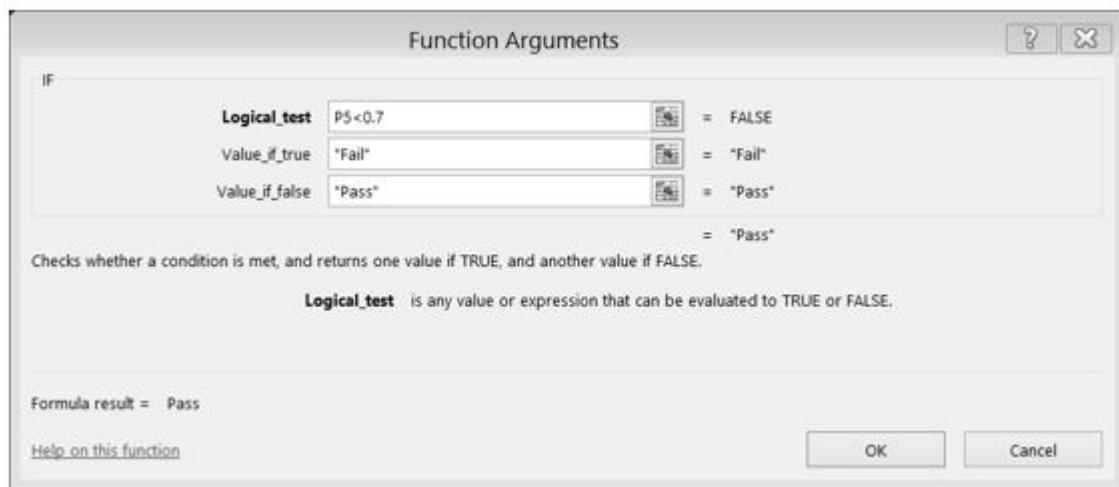 Function Arguments
IF
Logical_test P5<0.7 = FALSE
Value_if_true "Fail" = "Fail"
Value_if_false "Pass" = "Pass"
= "Pass"
Checks whether a condition is met, and returns one value if TRUE, and another value if FALSE.
Logical_test is any value or expression that can be evaluated to TRUE or FALSE.
Formula result = Pass
Help on this function OK Cancel